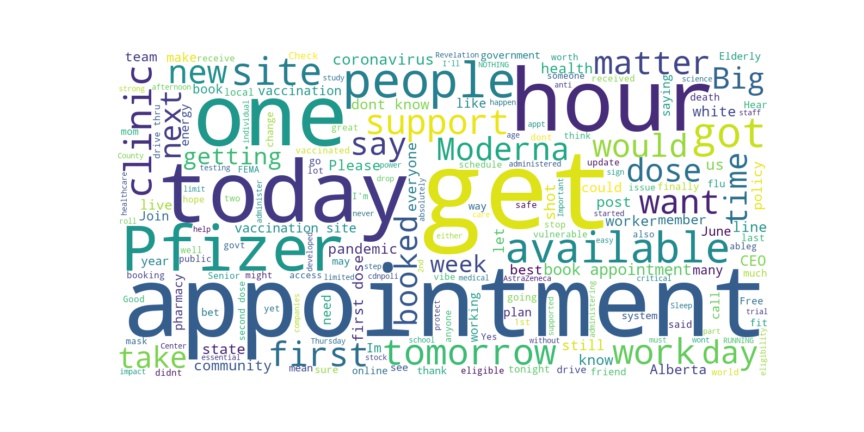 team
make
receive
coronavirus
Check
Revelation
government
I'll
NOTHING
worth
happen
matter
Elderly
strong
afternoon
new
site
people
hour
health
someone
received
anti
saying
science
Big
book
local
vaccination
study
dont know
like
death
Hear
white
staff
clinic
next
drive thru
energy
individual
change
one
great
support
age
appt
dont
think
would
got
mom
County
vaccinated
say
Moderna
update
us
flu
getting
Please
power
everyone
schedule
administered
sign
finally
dose
time
policy
testing
FEMA
go
lot
today
get
shot
Important
could
issue
healthcare
limit
two
administer
drop
I'm
never
absolutely
way
safe
started
want
live
hope
Join
roll
help
vaccination site
booked
let
stop
vulnerable
post
easy
worker
member
also
June
line
last
ableg
Pfizer
well
govt
developed
pandemic
either
care
2nd
available
year
public
may
first dose
week
best
book appointment
many
CEO
much
booking
Senior
might
access
limited
step
cdnpoli
vibe
medical
AstraZeneca
critical
Good
pharmacy
second dose
bet
yet
companies
need
appointment
protect
anyone
working
going
plan
1st
supported
administering
system
said
Sleep
call
part
Free
trial
fit
mask
Center
state
essential
Thursday
Im
stock
school
Yes
without
must
wont
RUNNING
eligibility
take
first
tomorrow
still
know
work
day
impact
didnt
community
mean
sure
online
see
thank
eligible
tonight
drive
friend
Alberta
world